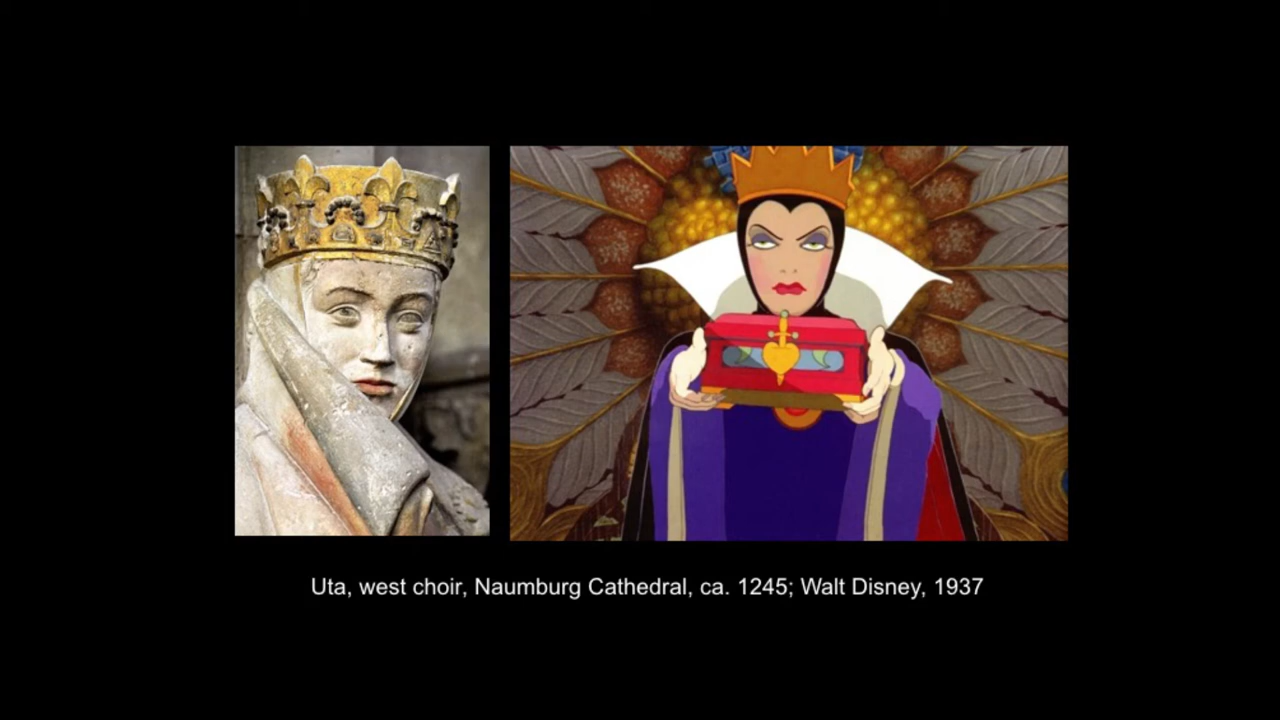 Uta, west choir, Naumburg Cathedral, ca. 1245; Walt Disney, 1937